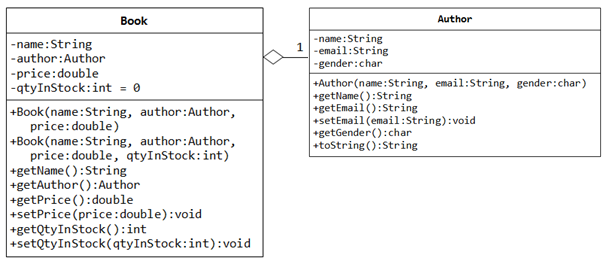 Book
-name:String
-author:Author
-price:double
-qtyInStock:int = 0
+Book(name:String, author:Author,
price:double)
+Book(name:String, author:Author,
price:double, qtyInStock:int)
+getName():String
+getAuthor():Author
+getPrice():double
+setPrice(price:double):void
+getQtyInStock():int
+setQtyInStock(qtyInStock:int):void
1
Author
-name:String
-email:String
-gender:char
+Author(name:String, email:String, gender:char)
+getName():String
+getEmail():String
+setEmail(email:String):void
+getGender():char
+toString():String